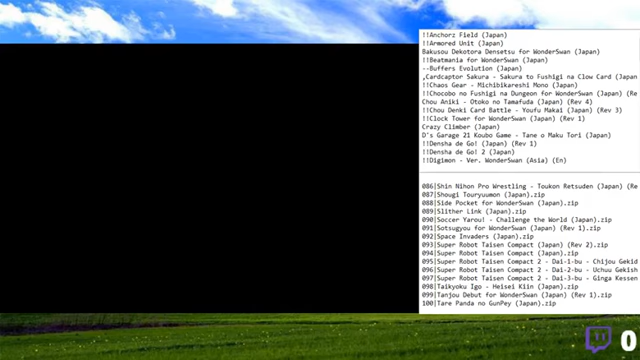 !!Anchorz Field (Japan)
!!Armored Unit (Japan)
Bakusou Dekotora Densetsu for WonderSwan (Japan)
!!Beatmania for WonderSwan (Japan)
--Buffers Evolution (Japan)
,Cardcaptor Sakura - Sakura to Fushigi na Clow Card (Japan
!!Chaos Gear - Michibikareshi Mono (Japan)
!!Chocobo no Fushigi na Dungeon for WonderSwan (Japan) (Re
Chou Aniki - Otoko no Tamafuda (Japan) (Rev 4)
!!Chou Denki Card Battle - Youfu Makai (Japan) (Rev 3)
!!Clock Tower for WonderSwan (Japan) (Rev 1)
Crazy Climber (Japan)
D's Garage 21 Koubo Game - Tane o Maku Tori (Japan)
!!Densha de Go! (Japan) (Rev 1)
!!Densha de Go! 2 (Japan)
!!Digimon - Ver. WonderSwan (Asia) (En)
086|Shin Nihon Pro Wrestling - Toukon Retsuden (Japan) (Re
087|Shougi Touryuumon (Japan).zip
088|Side Pocket for WonderSwan (Japan).zip
089|Slither Link (Japan).zip
090|Soccer Yarou! - Challenge the World (Japan).zip
091|Sotsugyou for WonderSwan (Japan) (Rev 1).zip
092|Space Invaders (Japan).zip
093|Super Robot Taisen Compact (Japan) (Rev 2).zip
094|Super Robot Taisen Compact (Japan).zip
095|Super Robot Taisen Compact 2 - Dai-1-bu - Chijou Gekid
096|Super Robot Taisen Compact 2 - Dai-2-bu - Uchuu Gekish
097|Super Robot Taisen Compact 2 - Dai-3-bu - Ginga Kessen
098|Taikyoku Igo - Heisei Kiin (Japan).zip
099|Tanjou Debut for WonderSwan (Japan) (Rev 1).zip
100|Tare Panda no GunPey (Japan).zip
0